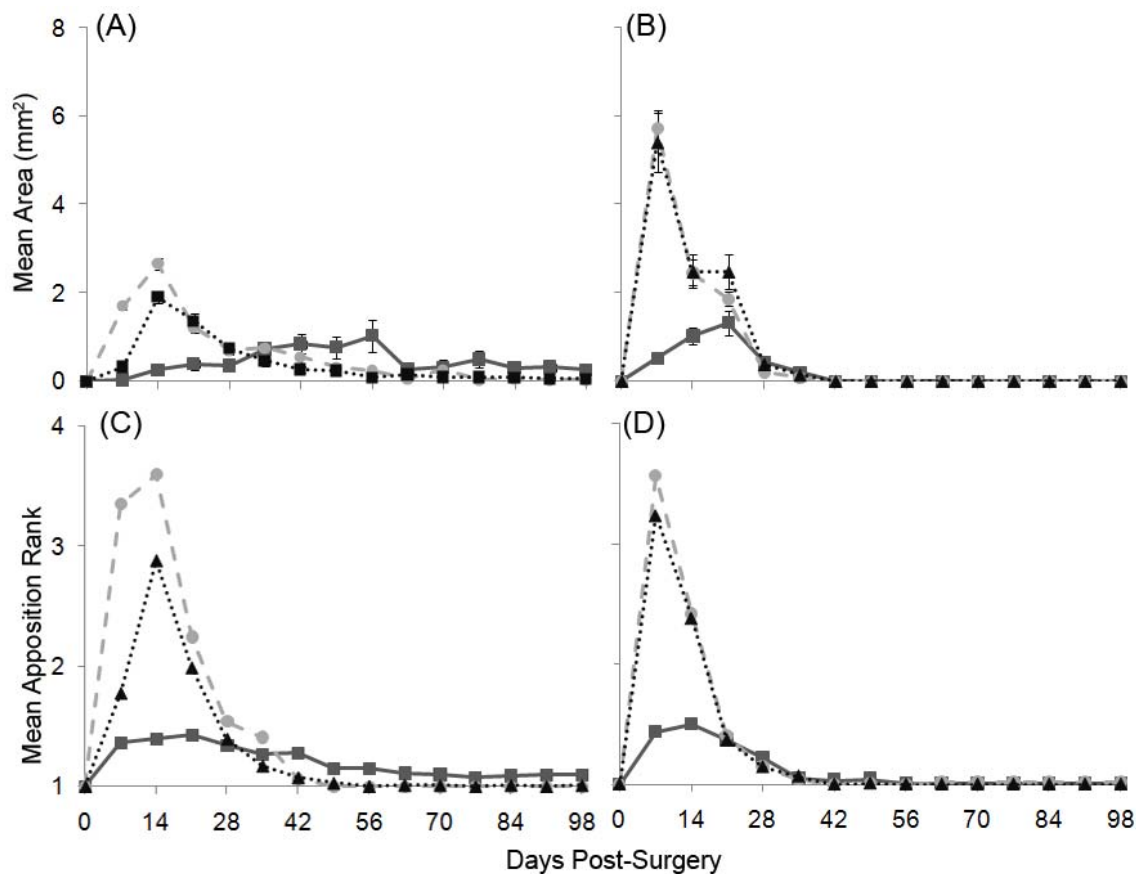 (A)
(B)
Mean Area (mm²)
8
6
4
2
0
(C)
(D)
Mean Apposition Rank
4
3
2
1
0 14 28 42 56 70 84 98
0 14 28 42 56 70 84 98
Days Post-Surgery